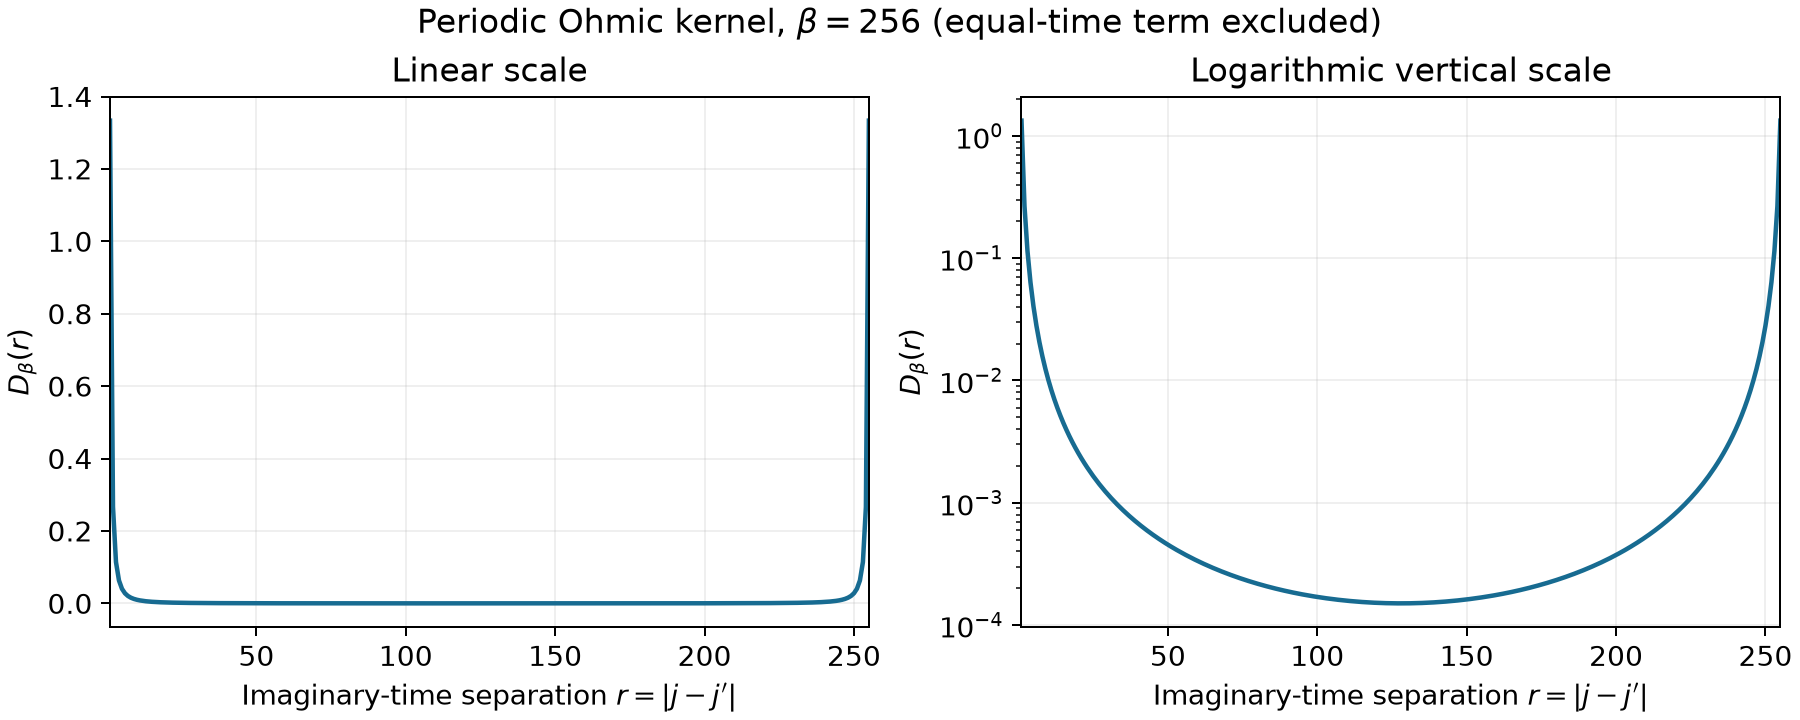 Periodic Ohmic kernel, β = 256 (equal-time term excluded)
Linear scale
1.4
1.2
1.0
0.8
0.6
0.4
0.2
0.0
D_β(r)
50 100 150 200 250
Imaginary-time separation r = |j − j′|
Logarithmic vertical scale
10⁰
10⁻¹
10⁻²
10⁻³
10⁻⁴
D_β(r)
50 100 150 200 250
Imaginary-time separation r = |j − j′|